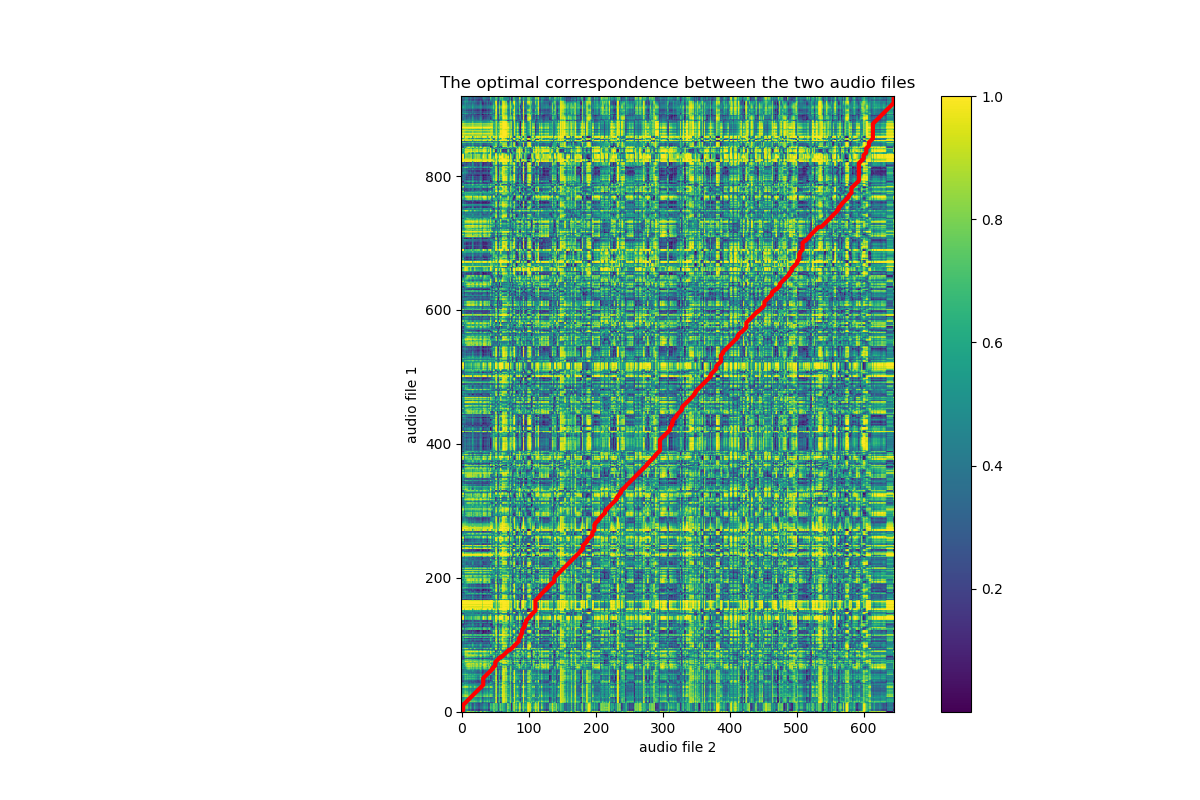 The optimal correspondence between the two audio files
1.0
800
0.8
600
0.6
audio file 1
400
0.4
200
0.2
0
0 100 200 300 400 500 600
audio file 2